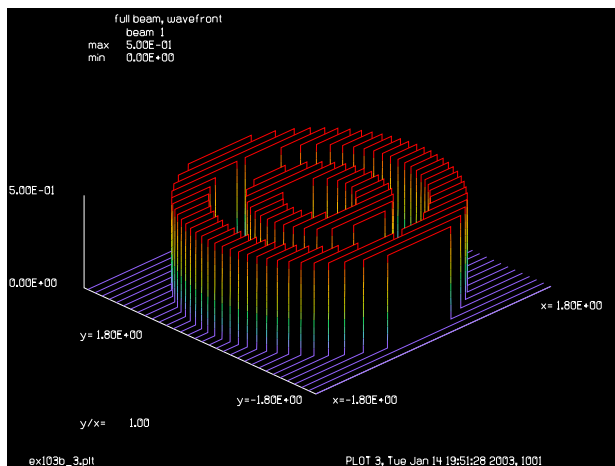 full beam, wavefront
beam 1
max 5.00E-01
min 0.00E+00
5.00E-01
0.00E+00
x= 1.80E+00
y= 1.80E+00
y=-1.80E+00
x=-1.80E+00
y/x= 1.00
ex103b_3.plt
PLOT 3, Tue Jan 14 19:51:28 2003, 1001